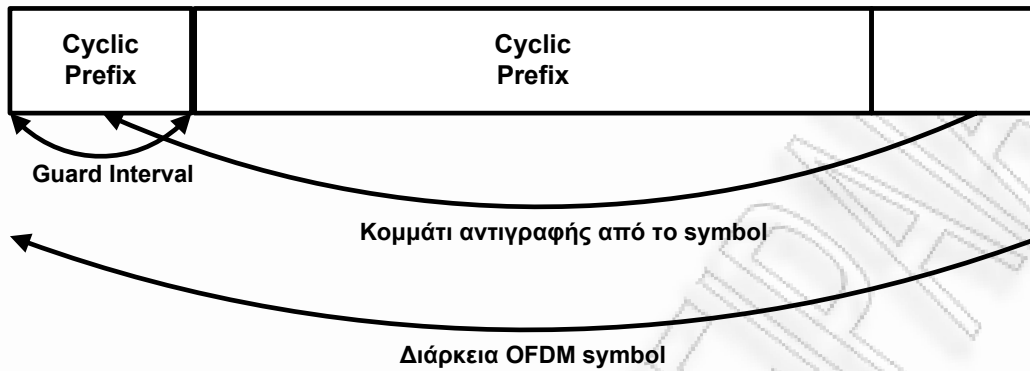 Cyclic
Prefix
Cyclic
Prefix
Guard Interval
Κομμάτι αντιγραφής από το symbol
Διάρκεια OFDM symbol